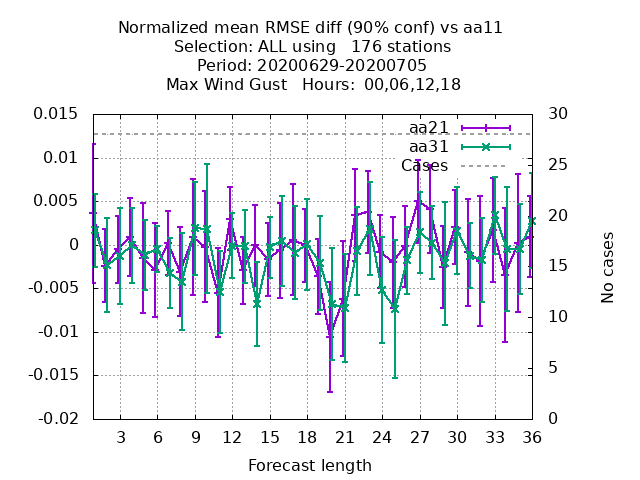 Normalized mean RMSE diff (90% conf) vs aa11
Selection: ALL using   176 stations
Period: 20200629-20200705
Max Wind Gust   Hours:  00,06,12,18
0.015
0.01
0.005
0
-0.005
-0.01
-0.015
-0.02
30
25
20
15
10
5
0
aa21
aa31
Cases
No cases
3 6 9 12 15 18 21 24 27 30 33 36
Forecast length